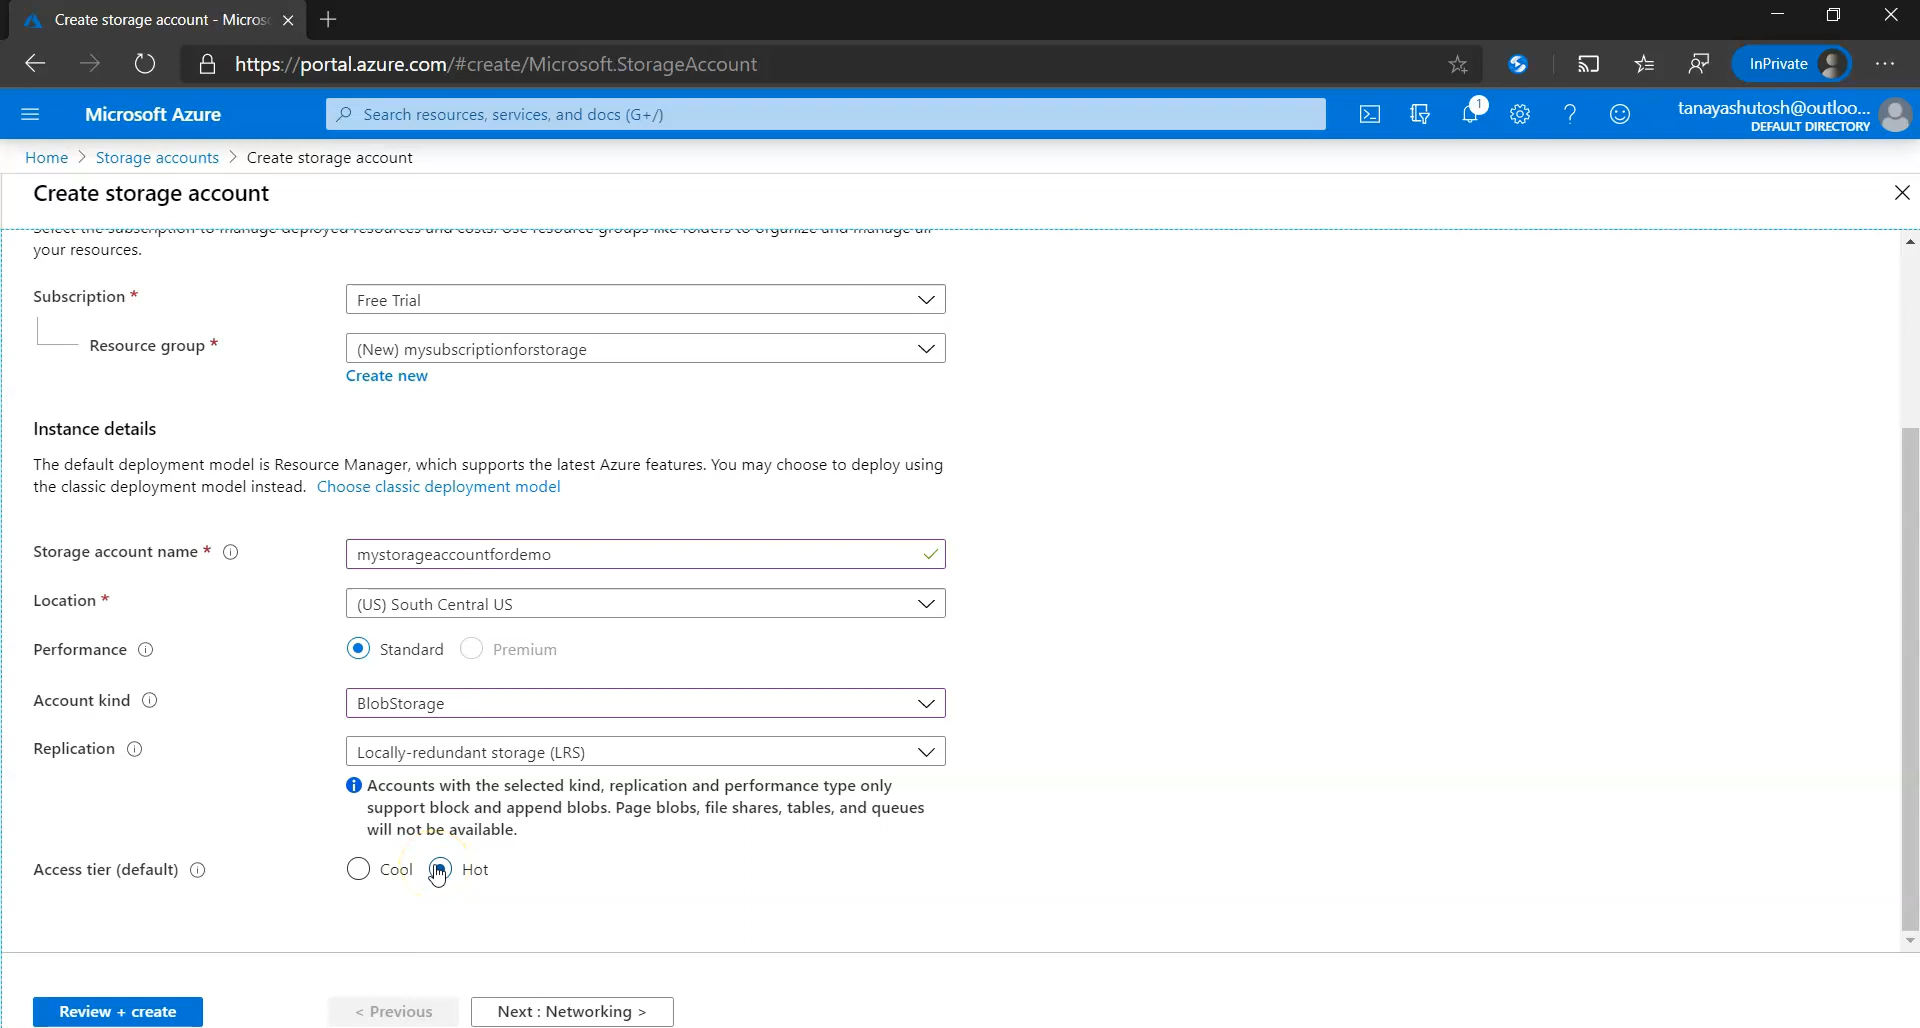 Create storage account - Micros
https://portal.azure.com/#create/Microsoft.StorageAccount
InPrivate
Microsoft Azure
Search resources, services, and docs (G+/)
1
tanayashutosh@outloo...
DEFAULT DIRECTORY
Home > Storage accounts > Create storage account
Create storage account
Select the subscription to manage deployed resources and costs. Use resource groups like folders to organize and manage all
your resources.
Subscription *
Free Trial
Resource group *
(New) mysubscriptionforstorage
Create new
Instance details
The default deployment model is Resource Manager, which supports the latest Azure features. You may choose to deploy using
the classic deployment model instead. Choose classic deployment model
Storage account name *
mystorageaccountfordemo
Location *
(US) South Central US
Performance
Standard
Premium
Account kind
BlobStorage
Replication
Locally-redundant storage (LRS)
Accounts with the selected kind, replication and performance type only
support block and append blobs. Page blobs, file shares, tables, and queues
will not be available.
Access tier (default)
Cool
Hot
Review + create
< Previous
Next : Networking >